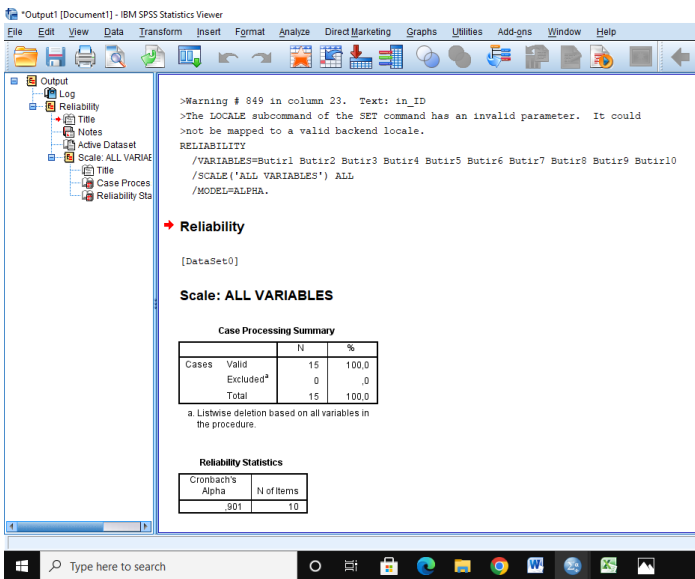 *Output1 [Document1] - IBM SPSS Statistics Viewer
File Edit View Data Transform Insert Format Analyze Direct Marketing Graphs Utilities Add-ons Window Help
Output
Log
Reliability
Title
Notes
Active Dataset
Scale: ALL VARIAE
Title
Case Proces
Reliability Sta
>Warning # 849 in column 23. Text: in_ID
>The LOCALE subcommand of the SET command has an invalid parameter. It could
>not be mapped to a valid backend locale.
RELIABILITY
/VARIABLES=Butir1 Butir2 Butir3 Butir4 Butir5 Butir6 Butir7 Butir8 Butir9 Butir10
/SCALE('ALL VARIABLES') ALL
/MODEL=ALPHA.
Reliability
[DataSet0]
Scale: ALL VARIABLES
Case Processing Summary
N %
Cases Valid 15 100,0
Excludedᵃ 0 ,0
Total 15 100,0
a. Listwise deletion based on all variables in
the procedure.
Reliability Statistics
Cronbach's
Alpha N of Items
,901 10
Type here to search